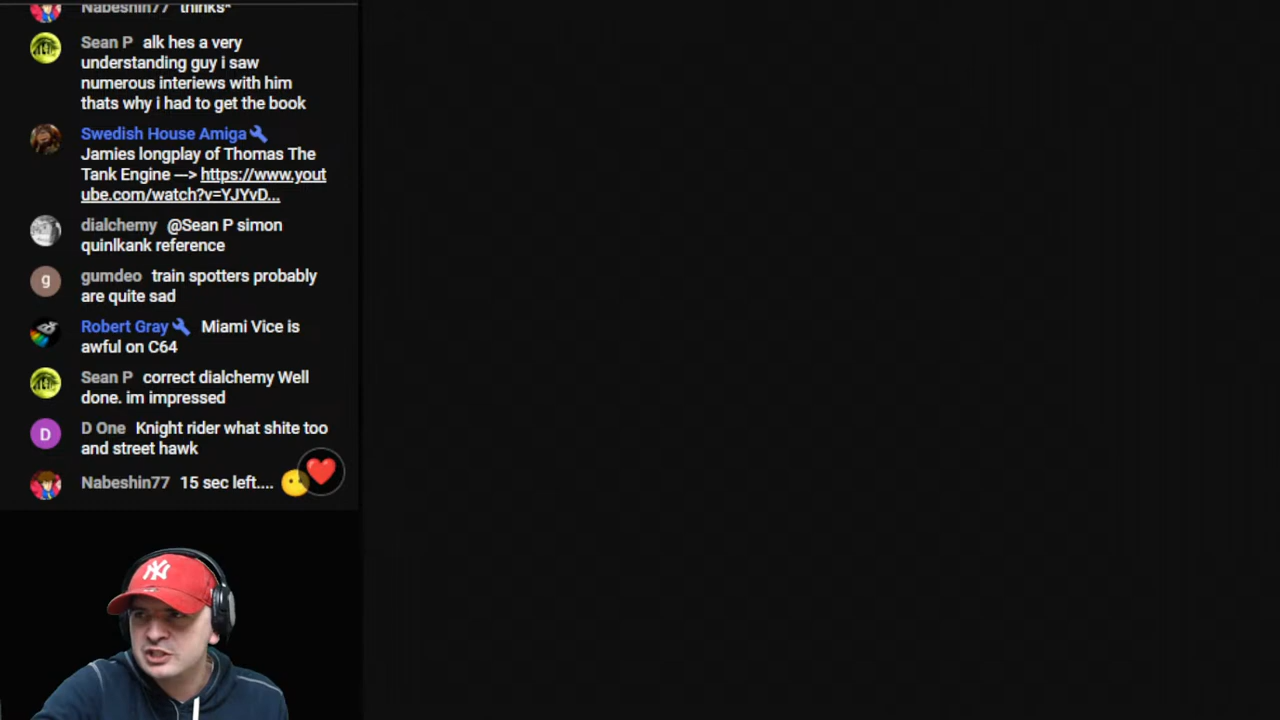 Nabeshin77 thinks*
Sean P alk hes a very
understanding guy i saw
numerous interiews with him
thats why i had to get the book
Swedish House Amiga
Jamies longplay of Thomas The
Tank Engine —> https://www.yout
ube.com/watch?v=YJYvD...
dialchemy @Sean P simon
quinlkank reference
g
gumdeo train spotters probably
are quite sad
Robert Gray Miami Vice is
awful on C64
Sean P correct dialchemy Well
done. im impressed
D
D One Knight rider what shite too
and street hawk
Nabeshin77 15 sec left....
NY